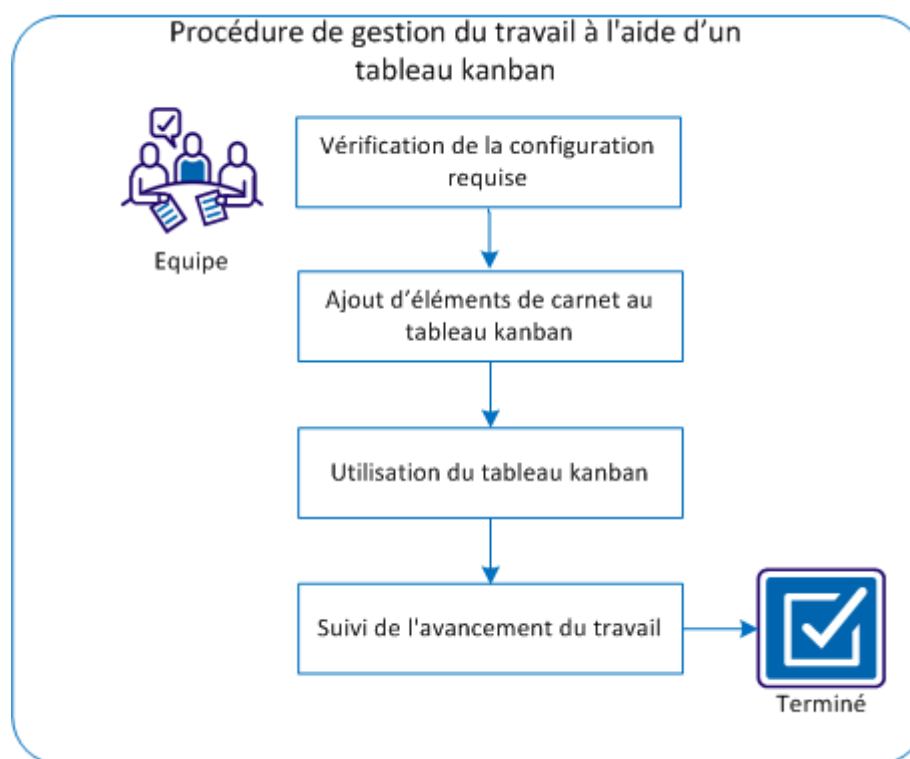 Procédure de gestion du travail à l'aide d’un
tableau kanban
Vérification de la configuration
requise
Equipe
Ajout d’éléments de carnet au
tableau kanban
Utilisation du tableau kanban
Suivi de l'avancement du travail
Terminé